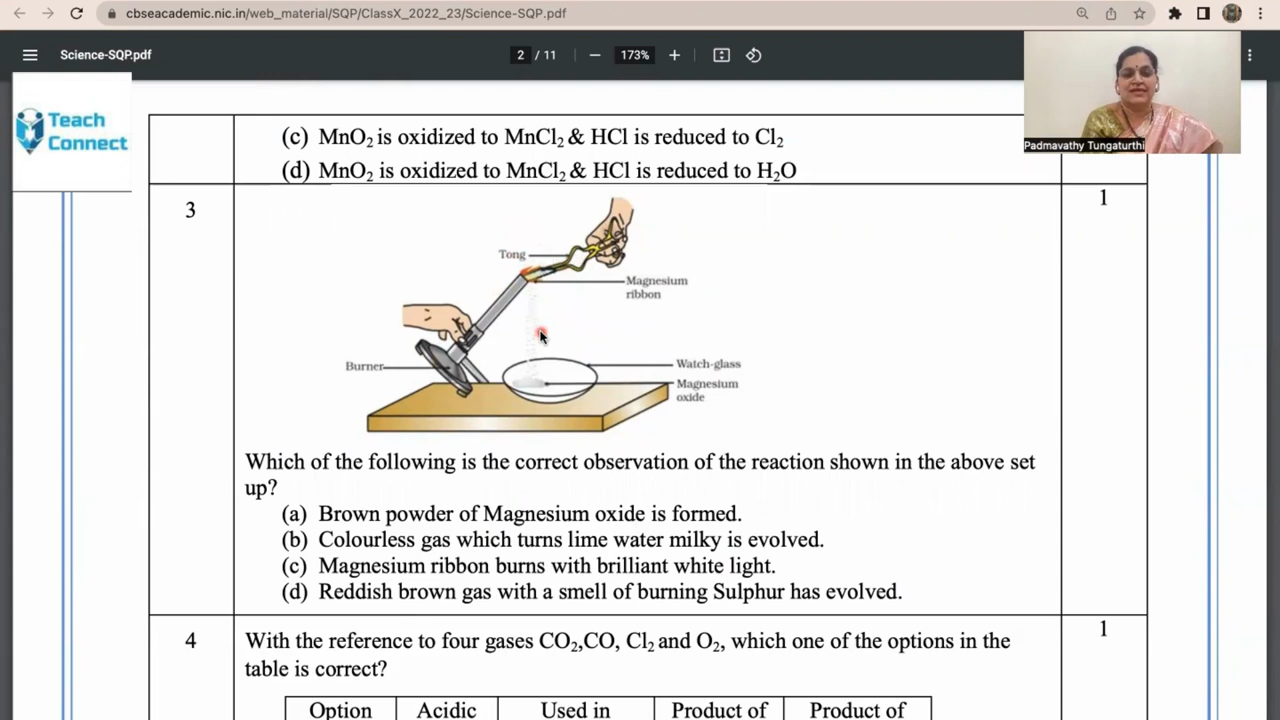 cbseacademic.nic.in/web_material/SQP/ClassX_2022_23/Science-SQP.pdf
Science-SQP.pdf
2 / 11
173%
Teach
Connect
Padmavathy Tungaturthi
(c) MnO₂ is oxidized to MnCl₂ & HCl is reduced to Cl₂
(d) MnO₂ is oxidized to MnCl₂ & HCl is reduced to H₂O
3
1
Tong
Magnesium
ribbon
Burner
Watch-glass
Magnesium
oxide
Which of the following is the correct observation of the reaction shown in the above set
up?
(a) Brown powder of Magnesium oxide is formed.
(b) Colourless gas which turns lime water milky is evolved.
(c) Magnesium ribbon burns with brilliant white light.
(d) Reddish brown gas with a smell of burning Sulphur has evolved.
4
1
With the reference to four gases CO₂,CO, Cl₂ and O₂, which one of the options in the
table is correct?
Option Acidic Used in Product of Product of